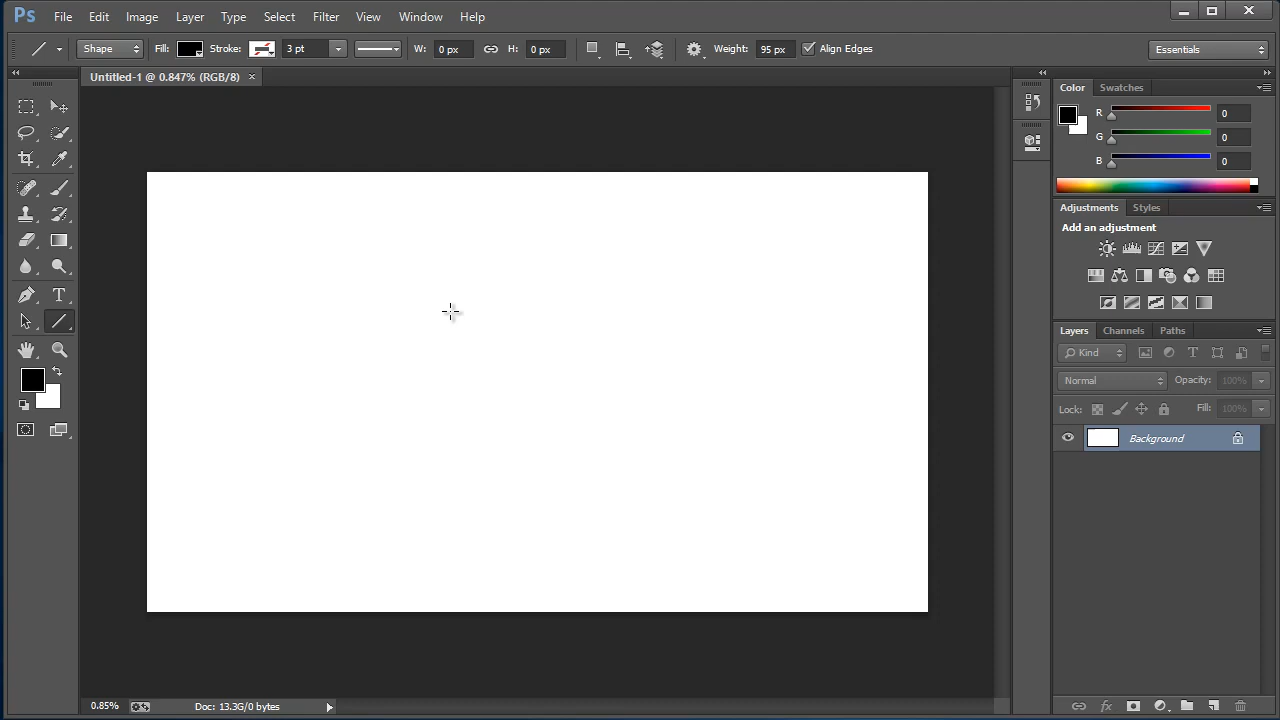 Ps File Edit Image Layer Type Select Filter View Window Help
Shape Fill: Stroke: 3 pt W: 0 px H: 0 px Weight: 95 px Align Edges Essentials
Untitled-1 @ 0.847% (RGB/8) ×
Color Swatches
R 0
G 0
B 0
Adjustments Styles
Add an adjustment
Layers Channels Paths
Kind
Normal Opacity: 100%
Lock: Fill: 100%
Background
0.85% Doc: 13.3G/0 bytes